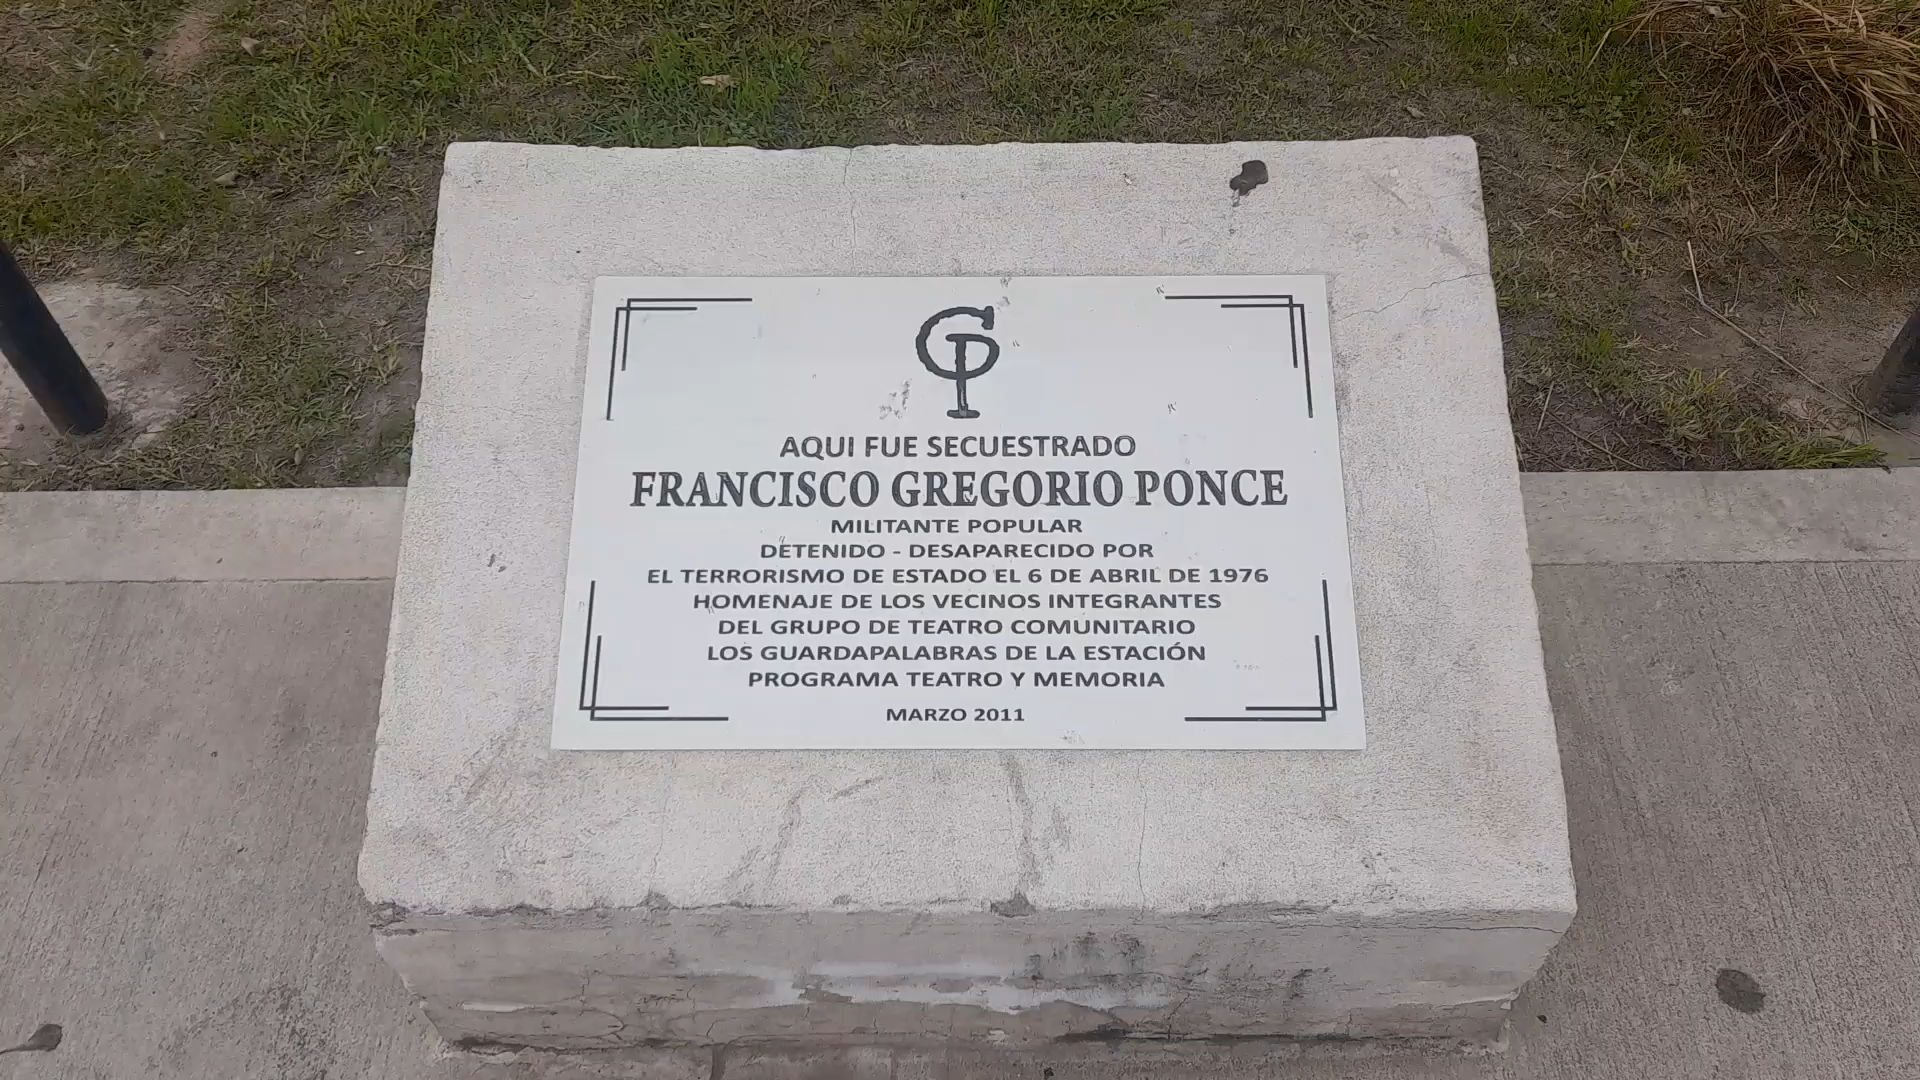 GP
AQUI FUE SECUESTRADO
FRANCISCO GREGORIO PONCE
MILITANTE POPULAR
DETENIDO - DESAPARECIDO POR
EL TERRORISMO DE ESTADO EL 6 DE ABRIL DE 1976
HOMENAJE DE LOS VECINOS INTEGRANTES
DEL GRUPO DE TEATRO COMUNITARIO
LOS GUARDAPALABRAS DE LA ESTACIÓN
PROGRAMA TEATRO Y MEMORIA
MARZO 2011